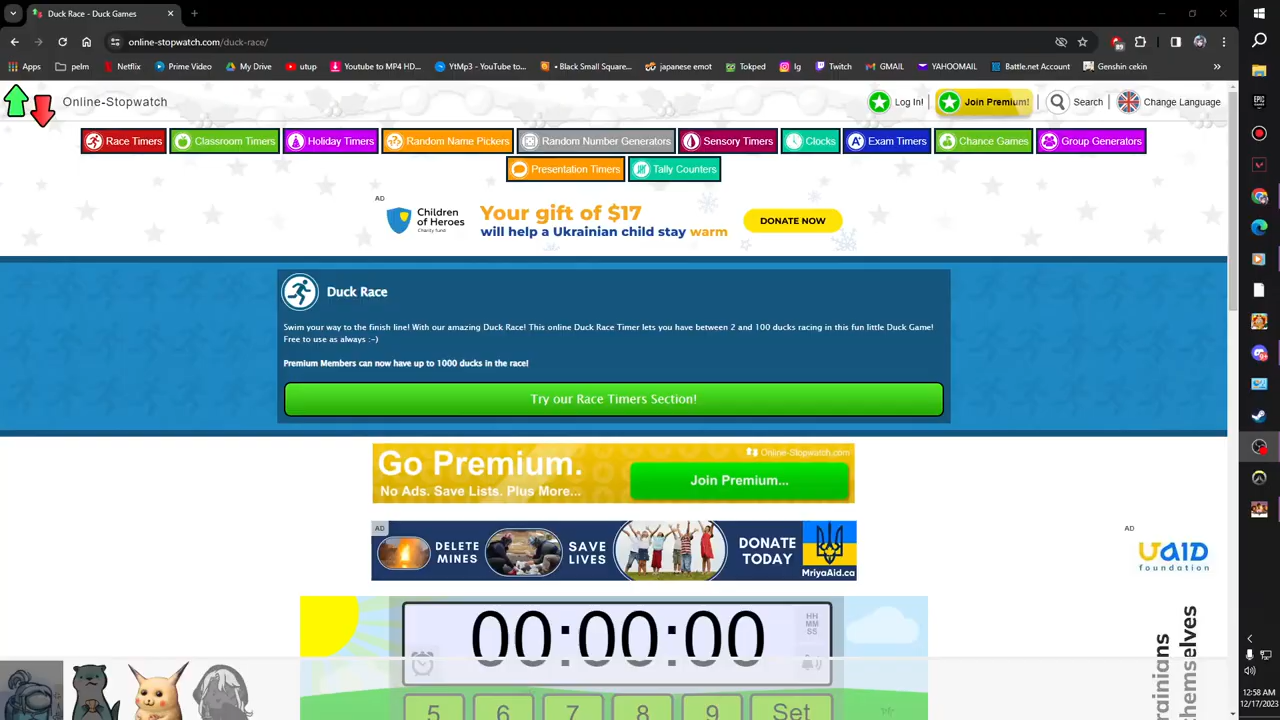 Duck Race - Duck Games
online-stopwatch.com/duck-race/
Apps pelm Netflix Prime Video My Drive utup Youtube to MP4 HD... YtMp3 - YouTube to... • Black Small Square... japanese emot Tokped Ig Twitch GMAIL YAHOOMAIL Battle.net Account Genshin cekin »
Online-Stopwatch
Log In! | Join Premium! | Search | Change Language
Race Timers Classroom Timers Holiday Timers Random Name Pickers Random Number Generators Sensory Timers Clocks Exam Timers Chance Games Group Generators
Presentation Timers Tally Counters
AD
Children of Heroes
Charity fund
Your gift of $17
will help a Ukrainian child stay warm
DONATE NOW
Duck Race
Swim your way to the finish line! With our amazing Duck Race! This online Duck Race Timer lets you have between 2 and 100 ducks racing in this fun little Duck Game!
Free to use as always :-)
Premium Members can now have up to 1000 ducks in the race!
Try our Race Timers Section!
Go Premium.
No Ads. Save Lists. Plus More...
Online-Stopwatch.com
Join Premium...
AD
DELETE MINES
SAVE LIVES
DONATE TODAY
MriyaAid.ca
AD
UAID
foundation
rainians
hemselves
00:00:00
HH
MM
SS
5 6 7 8 9 Set
EPIC
12:58 AM
12/17/2023